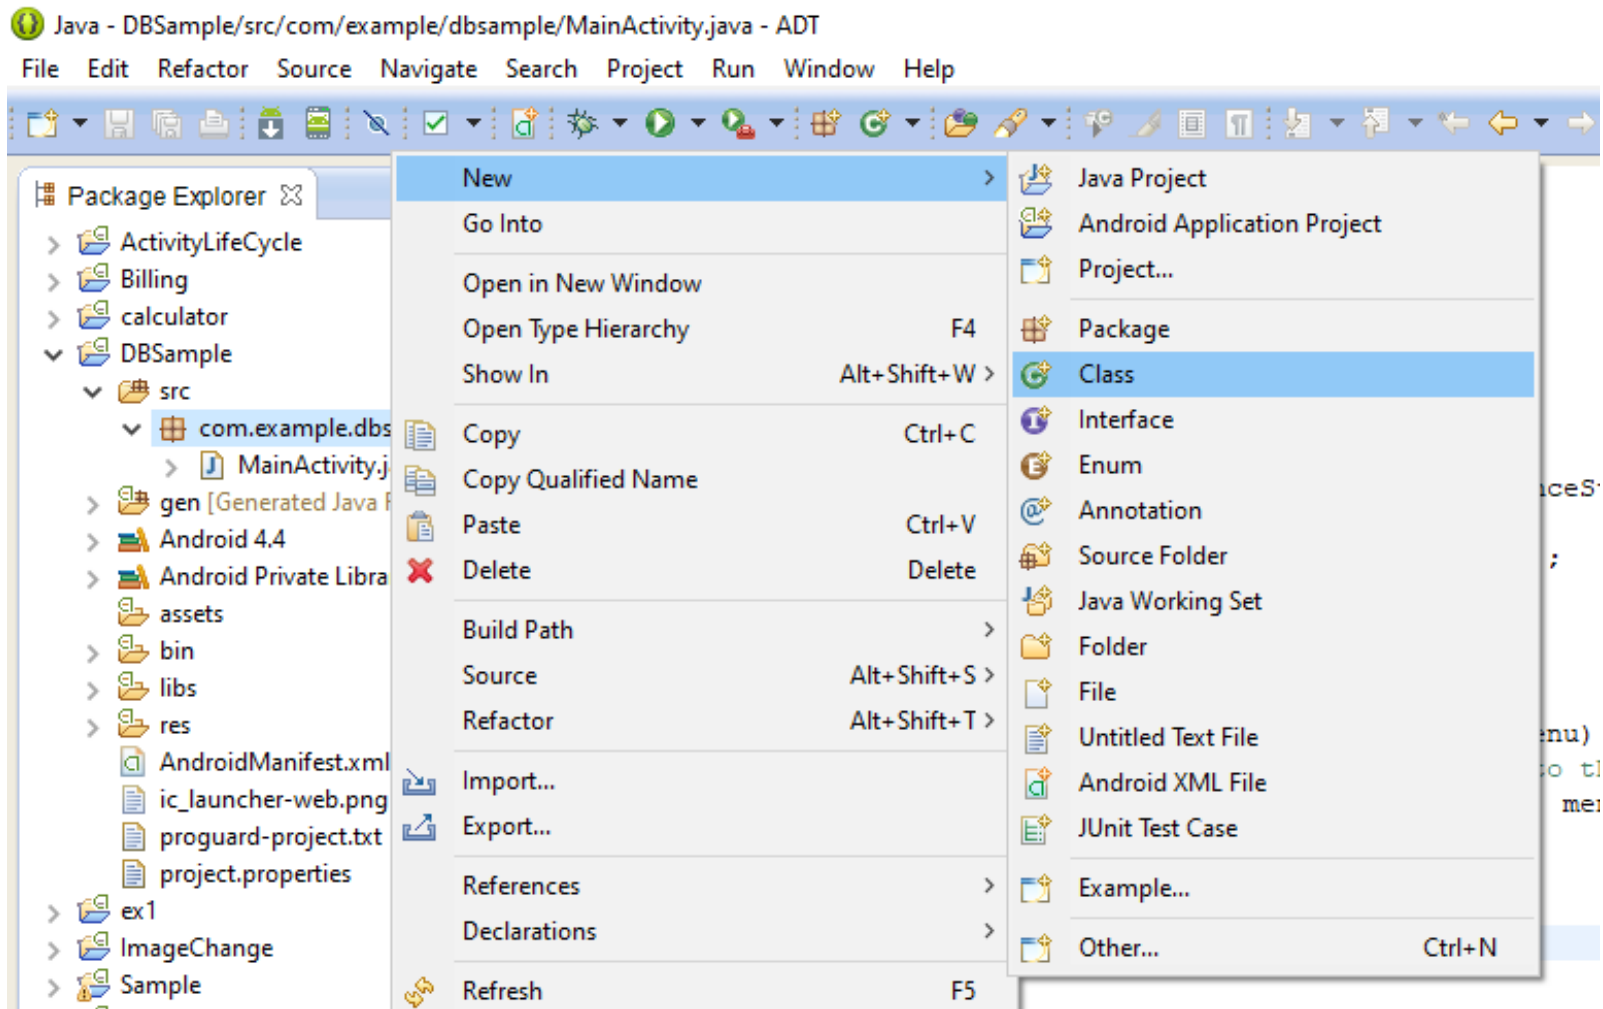 Java - DBSample/src/com/example/dbsample/MainActivity.java - ADT
File Edit Refactor Source Navigate Search Project Run Window Help
Package Explorer
ActivityLifeCycle
Billing
calculator
DBSample
src
com.example.dbs
MainActivity.j
gen [Generated Java F
Android 4.4
Android Private Libra
assets
bin
libs
res
AndroidManifest.xml
ic_launcher-web.png
proguard-project.txt
project.properties
ex1
ImageChange
Sample
New
Go Into
Open in New Window
Open Type Hierarchy F4
Show In Alt+Shift+W
Copy Ctrl+C
Copy Qualified Name
Paste Ctrl+V
Delete Delete
Build Path
Source Alt+Shift+S
Refactor Alt+Shift+T
Import...
Export...
References
Declarations
Refresh F5
Java Project
Android Application Project
Project...
Package
Class
Interface
Enum
Annotation
Source Folder
Java Working Set
Folder
File
Untitled Text File
Android XML File
JUnit Test Case
Example...
Other... Ctrl+N
nceS
;
enu)
to th
men